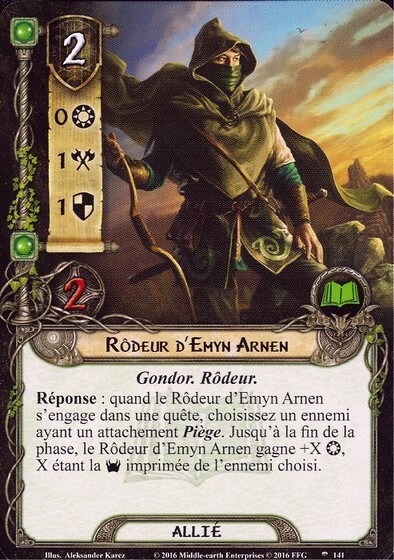 2
0
1
1
2
RÔDEUR D'EMYN ARNEN
Gondor. Rôdeur.
Réponse : quand le Rôdeur d'Emyn Arnen
s'engage dans une quête, choisissez un ennemi
ayant un attachement Piège. Jusqu'à la fin de la
phase, le Rôdeur d'Emyn Arnen gagne +X ,
X étant la imprimée de l'ennemi choisi.
ALLIÉ
Illus. Aleksander Karcz © 2016 Middle-earth Enterprises © 2016 FFG 141